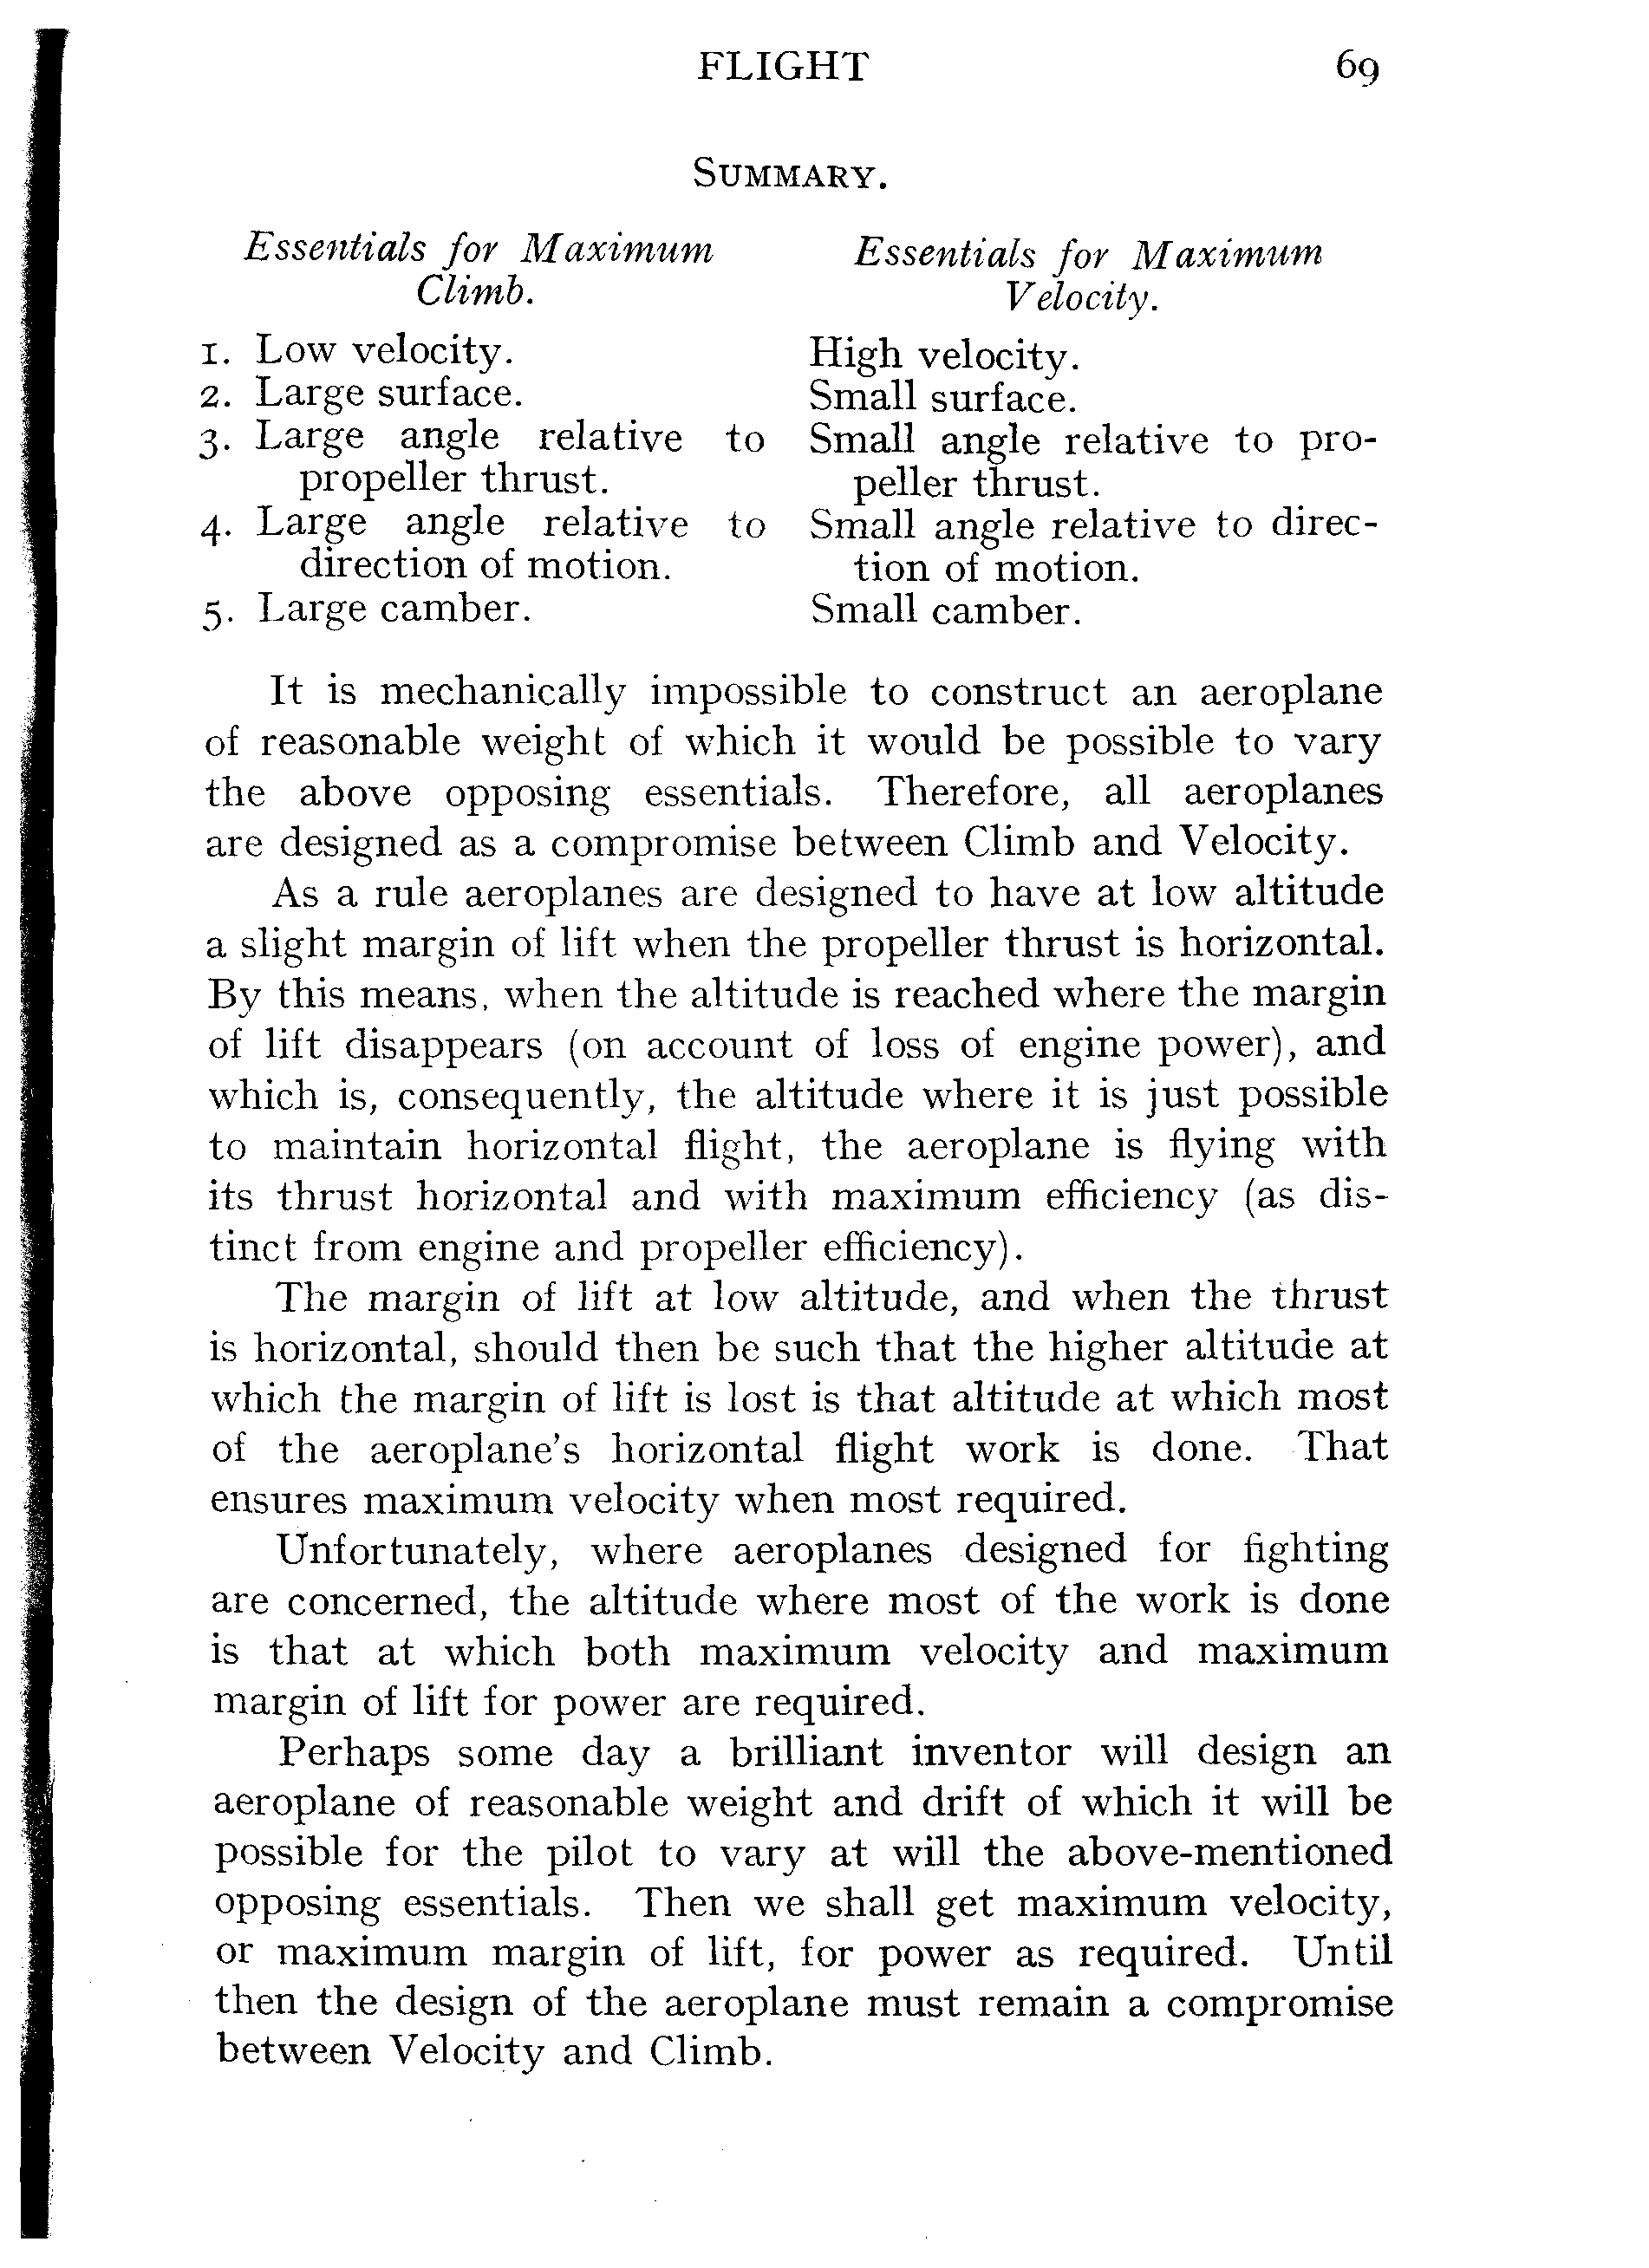 FLIGHT 69
SUMMARY.
Essentials for Maximum Climb.
Essentials for Maximum Velocity.
1. Low velocity. High velocity.
2. Large surface. Small surface.
3. Large angle relative to Small angle relative to pro-
propeller thrust. peller thrust.
4. Large angle relative to Small angle relative to direc-
direction of motion. tion of motion.
5. Large camber. Small camber.
It is mechanically impossible to construct an aeroplane
of reasonable weight of which it would be possible to vary
the above opposing essentials. Therefore, all aeroplanes
are designed as a compromise between Climb and Velocity.
As a rule aeroplanes are designed to have at low altitude
a slight margin of lift when the propeller thrust is horizontal.
By this means, when the altitude is reached where the margin
of lift disappears (on account of loss of engine power), and
which is, consequently, the altitude where it is just possible
to maintain horizontal flight, the aeroplane is flying with
its thrust horizontal and with maximum efficiency (as dis-
tinct from engine and propeller efficiency).
The margin of lift at low altitude, and when the thrust
is horizontal, should then be such that the higher altitude at
which the margin of lift is lost is that altitude at which most
of the aeroplane's horizontal flight work is done. That
ensures maximum velocity when most required.
Unfortunately, where aeroplanes designed for fighting
are concerned, the altitude where most of the work is done
is that at which both maximum velocity and maximum
margin of lift for power are required.
Perhaps some day a brilliant inventor will design an
aeroplane of reasonable weight and drift of which it will be
possible for the pilot to vary at will the above-mentioned
opposing essentials. Then we shall get maximum velocity,
or maximum margin of lift, for power as required. Until
then the design of the aeroplane must remain a compromise
between Velocity and Climb.